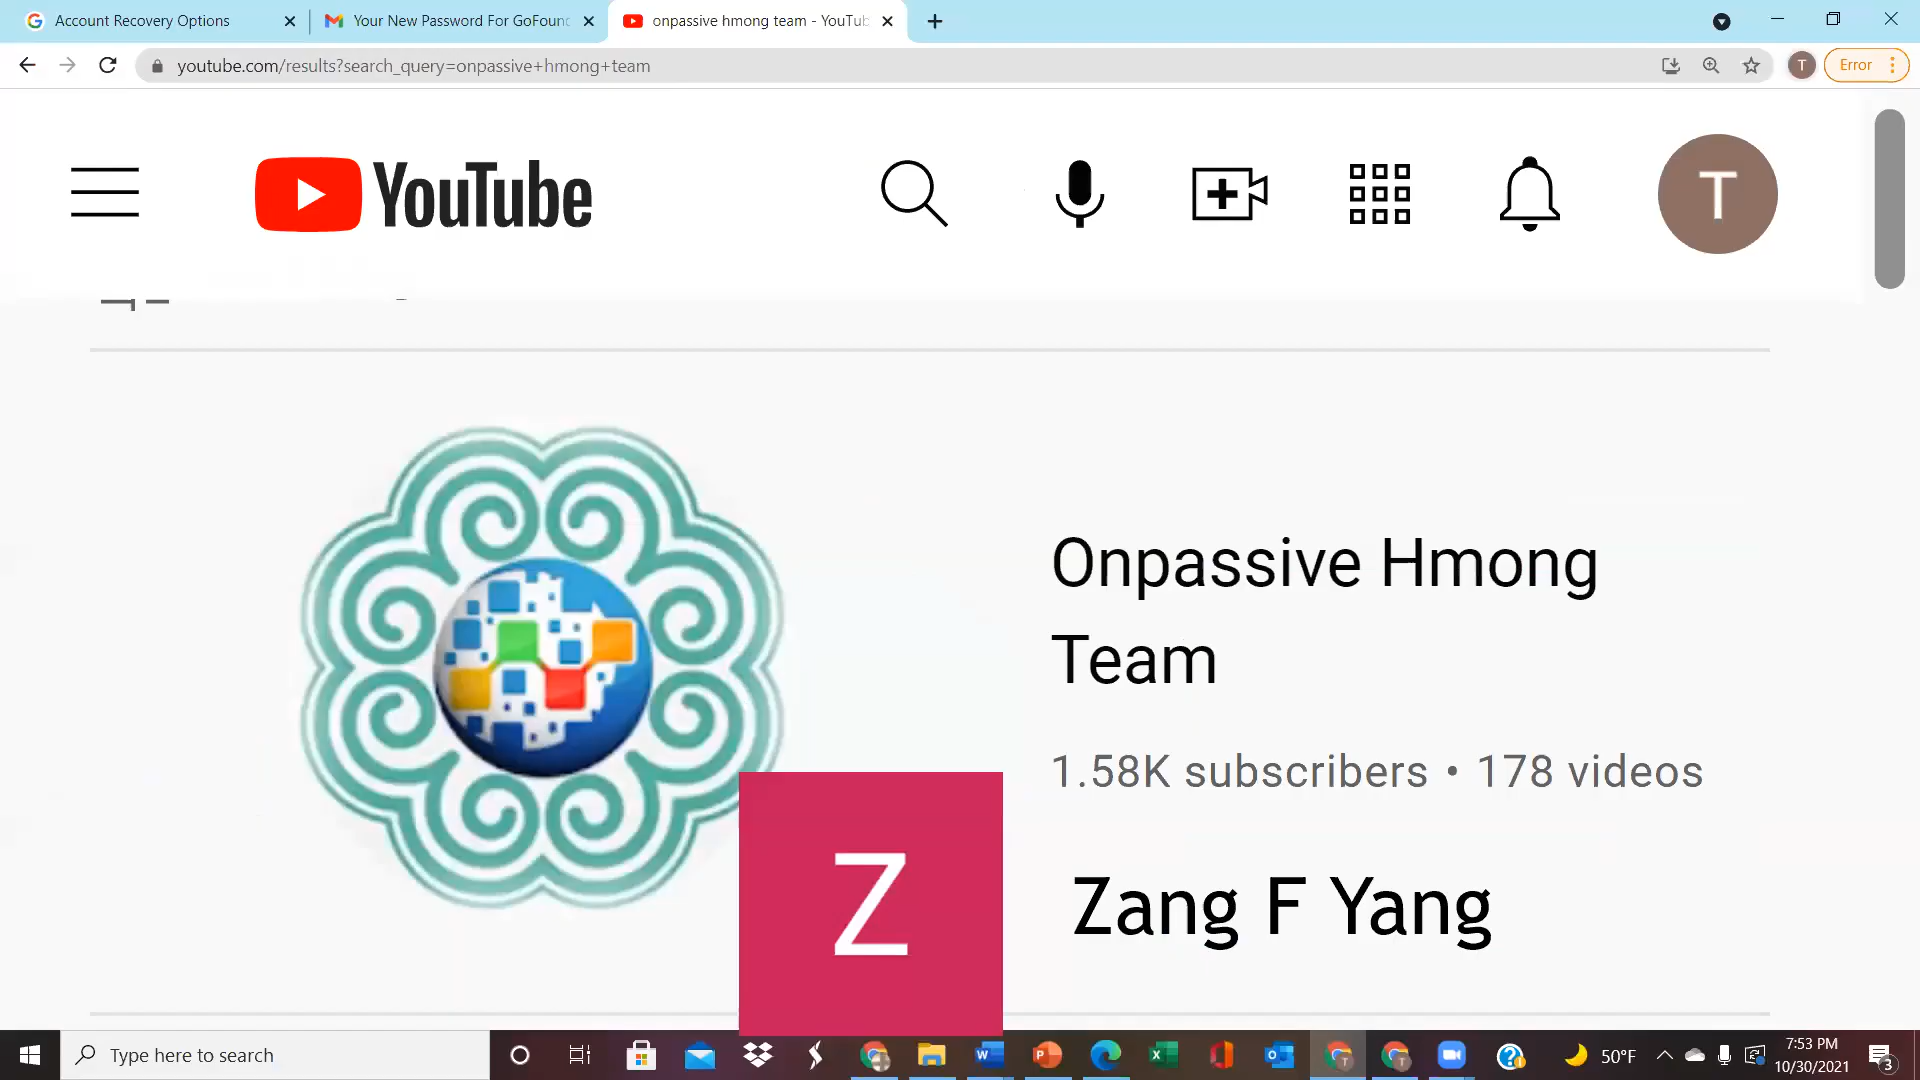 Account Recovery Options
Your New Password For GoFoun
onpassive hmong team - YouTub
youtube.com/results?search_query=onpassive+hmong+team
T
Error
YouTube
T
Onpassive Hmong
Team
1.58K subscribers • 178 videos
Z
Zang F Yang
Type here to search
50°F
7:53 PM
10/30/2021
3